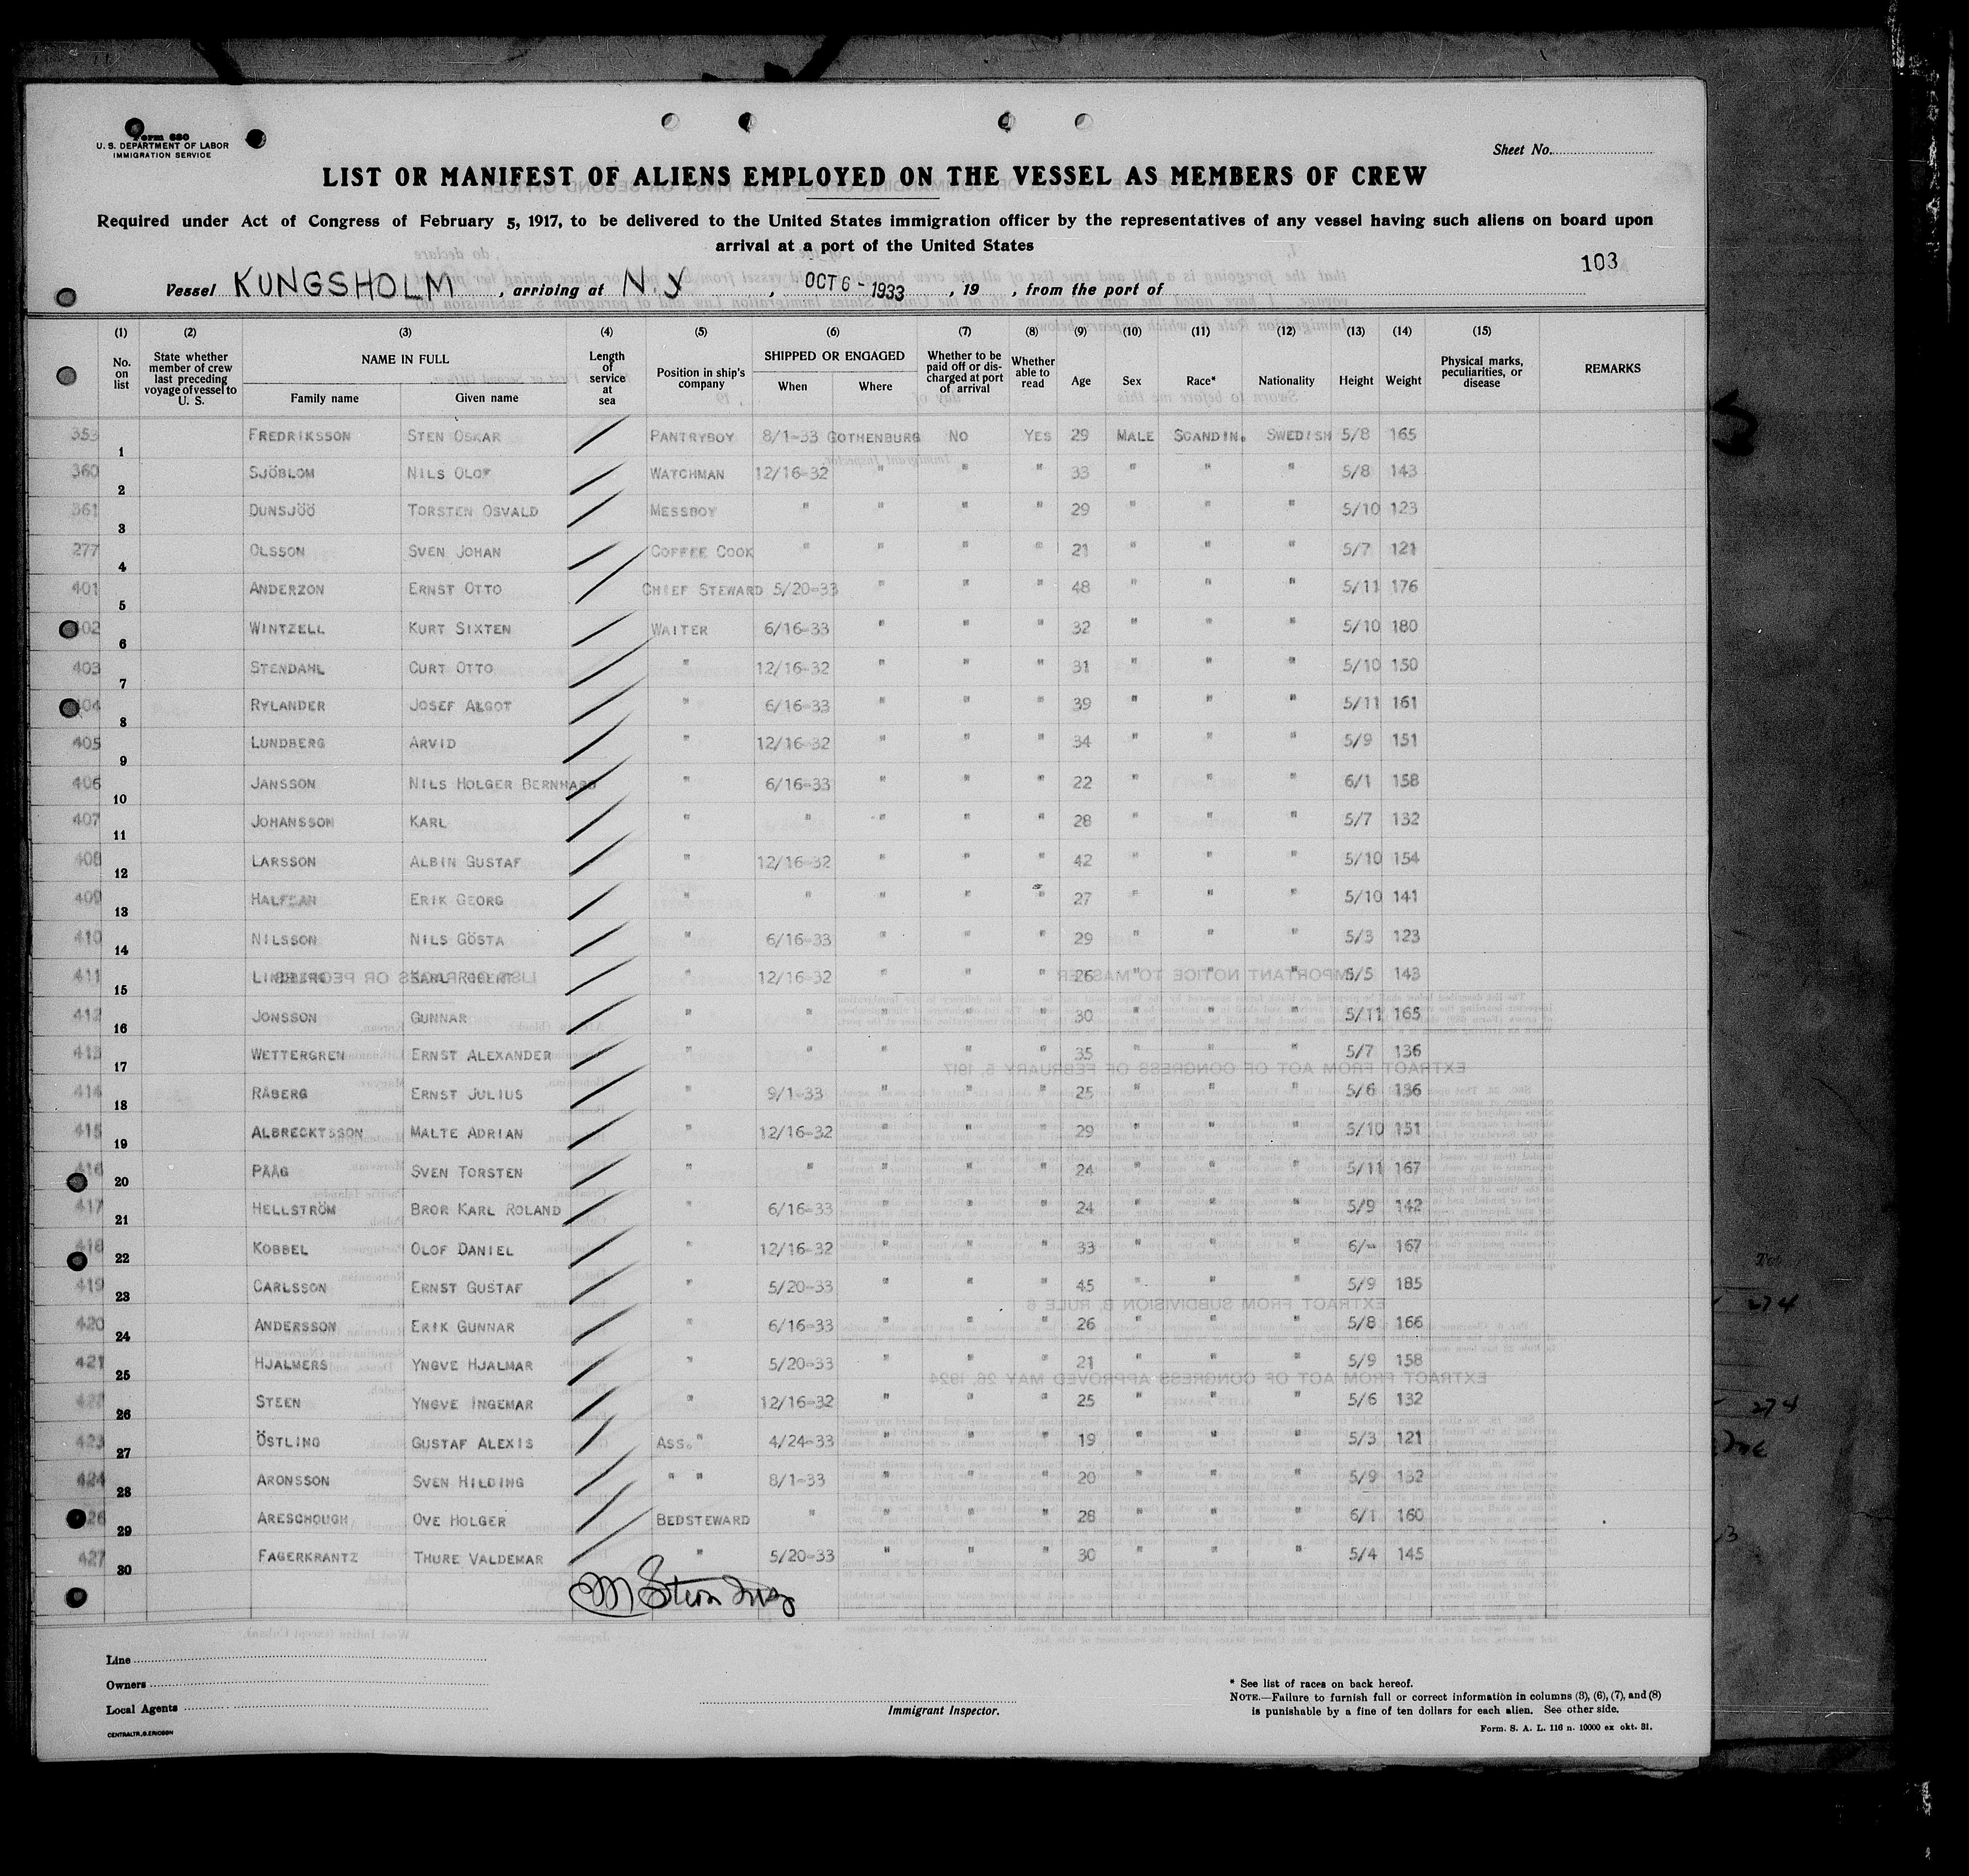 Form 680
U. S. DEPARTMENT OF LABOR
IMMIGRATION SERVICE
Sheet No.
LIST OR MANIFEST OF ALIENS EMPLOYED ON THE VESSEL AS MEMBERS OF CREW
Required under Act of Congress of February 5, 1917, to be delivered to the United States immigration officer by the representatives of any vessel having such aliens on board upon
arrival at a port of the United States
103
Vessel KUNGSHOLM, arriving at N.Y, OCT 6 - 1933, 19 , from the port of
(1) (2) (3) (4) (5) (6) (7) (8) (9) (10) (11) (12) (13) (14) (15)
No. on list State whether member of crew last preceding voyage of vessel to U. S. NAME IN FULL Family name Given name Length of service at sea Position in ship's company SHIPPED OR ENGAGED When Where Whether to be paid off or discharged at port of arrival Whether able to read Age Sex Race* Nationality Height Weight Physical marks, peculiarities, or disease REMARKS
353 1 FREDRIKSSON STEN OSKAR PANTRYBOY 8/1-33 GOTHENBURG NO YES 29 MALE SCANDIN. SWEDISH 5/8 165
360 2 SJÖBLOM NILS OLOF WATCHMAN 12/16-32 " " " 33 " " " 5/8 143
361 3 DUNSJÖÖ TORSTEN OSVALD MESSBOY " " " " 29 " " " 5/10 123
277 4 OLSSON SVEN JOHAN COFFEE COOK " " " " 21 " " " 5/7 121
401 5 ANDERZON ERNST OTTO CHIEF STEWARD 5/20-33 " " " 48 " " " 5/11 176
02 6 WINTZELL KURT SIXTEN WAITER 6/16-33 " " " 32 " " " 5/10 180
403 7 STENDAHL CURT OTTO " 12/16-32 " " " 31 " " " 5/10 150
04 8 RYLANDER JOSEF ALGOT " 6/16-33 " " " 39 " " " 5/11 161
405 9 LUNDBERG ARVID " 12/16-32 " " " 34 " " " 5/9 151
406 10 JANSSON NILS HOLGER BERNHARD " 6/16-33 " " " 22 " " " 6/1 158
407 11 JOHANSSON KARL " " " " " 28 " " " 5/7 132
408 12 LARSSON ALBIN GUSTAF " 12/16-32 " " " 42 " " " 5/10 154
409 13 ERIK GEORG " " " " " 27 " " " 5/10 141
410 14 NILSSON NILS GÖSTA " 6/16-33 " " " 29 " " " 5/3 123
411 15 KARL " 12/16-32 " " " 26 " " " 5/5 143
412 16 JONSSON GUNNAR " " " " " 30 " " " 5/11 165
413 17 WETTERGREN ERNST ALEXANDER " " " " " 35 " " " 5/7 136
414 18 RÅBERG ERNST JULIUS " 9/1-33 " " " 25 " " " 5/6 136
415 19 ALBRECKTSSON MALTE ADRIAN " 12/16-32 " " " 29 " " " 5/10 151
416 20 PÅÅG SVEN TORSTEN " " " " " 24 " " " 5/11 167
417 21 HELLSTRÖM BROR KARL ROLAND " 6/16-33 " " " 24 " " " 5/9 142
418 22 KOBBEL OLOF DANIEL " 12/16-32 " " " 33 " " " 6/- 167
419 23 CARLSSON ERNST GUSTAF " 5/20-33 " " " 45 " " " 5/9 185
420 24 ANDERSSON ERIK GUNNAR " 6/16-33 " " " 26 " " " 5/8 166
421 25 HJALMERS YNGVE HJALMAR " 5/20-33 " " " 21 " " " 5/9 158
422 26 STEEN YNGVE INGEMAR " 12/16-32 " " " 25 " " " 5/6 132
423 27 ÖSTLING GUSTAF ALEXIS ASS. " 4/24-33 " " " 19 " " " 5/3 121
424 28 ARONSSON SVEN HILDING " " 8/1-33 " " " 20 " " " 5/9 132
26 29 ARESCHOUGH OVE HOLGER BEDSTEWARD " " " " 28 " " " 6/1 160
427 30 FAGERKRANTZ THURE VALDEMAR " 5/20-33 " " " 30 " " " 5/4 145
Line
Owners
Local Agents
CENTRALTR., G. ERICSON
Immigrant Inspector.
* See list of races on back hereof.
NOTE.—Failure to furnish full or correct information in columns (3), (6), (7), and (8)
is punishable by a fine of ten dollars for each alien. See other side.
Form. S. A. L. 116 n. 10000 ex okt. 31.
274
274